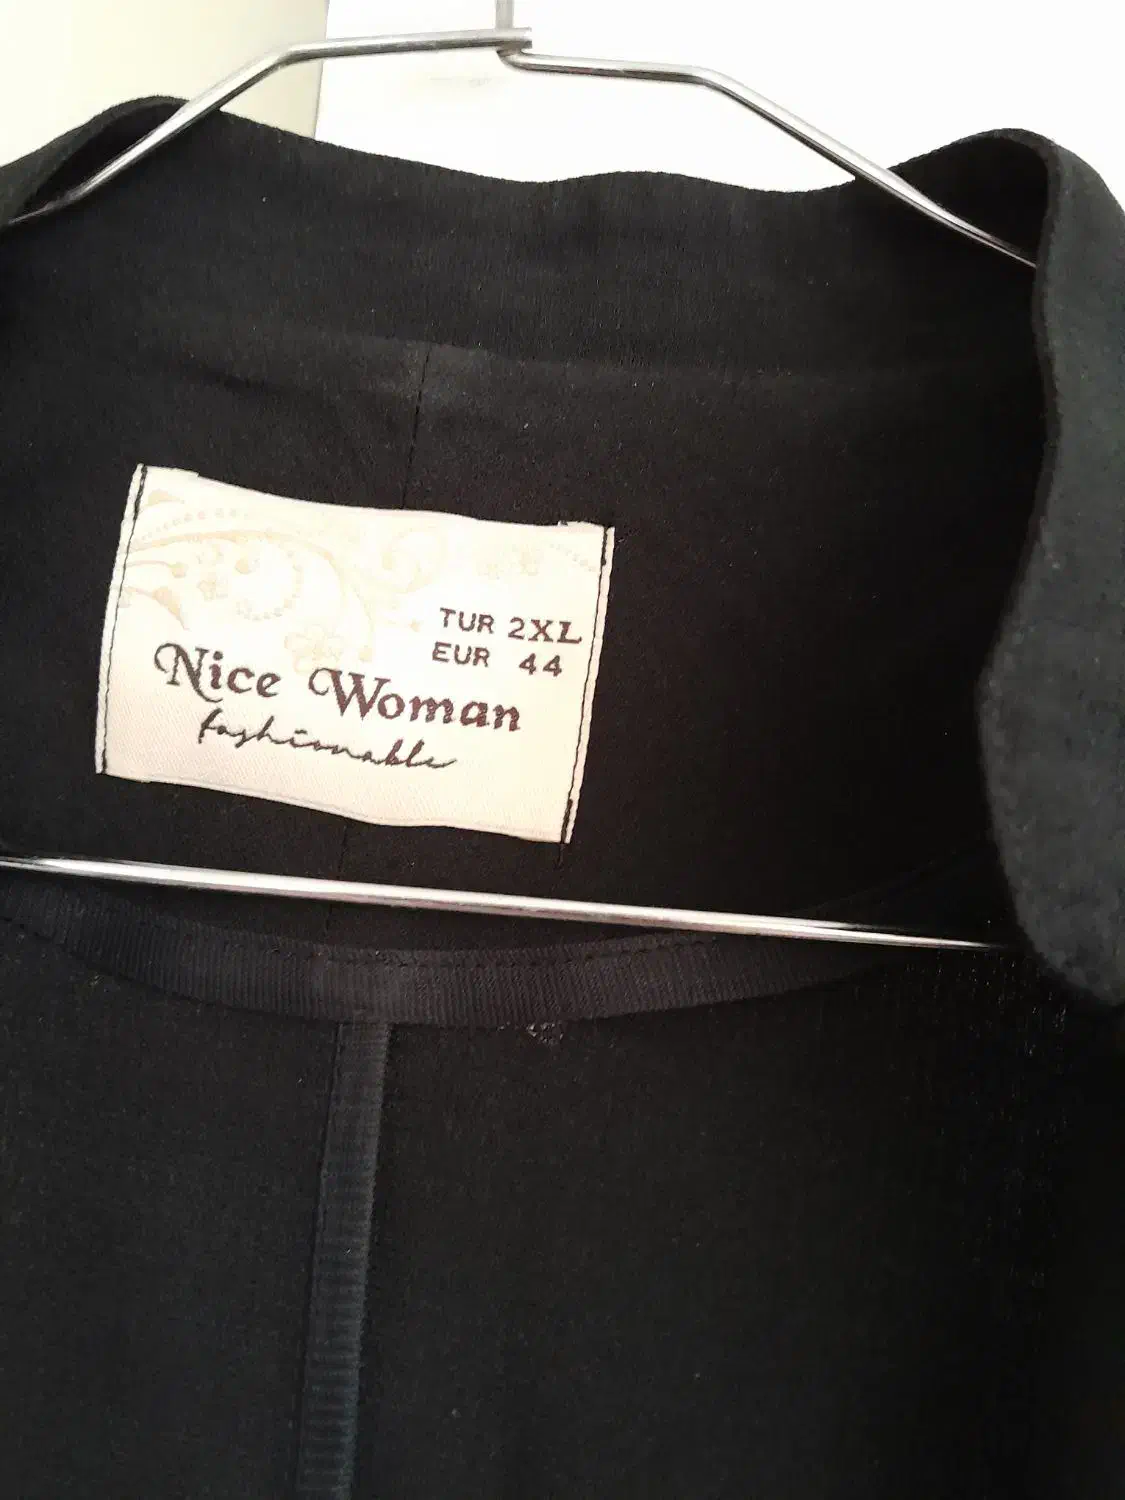 TUR 2XL
EUR 44
Nice Woman
fashionable